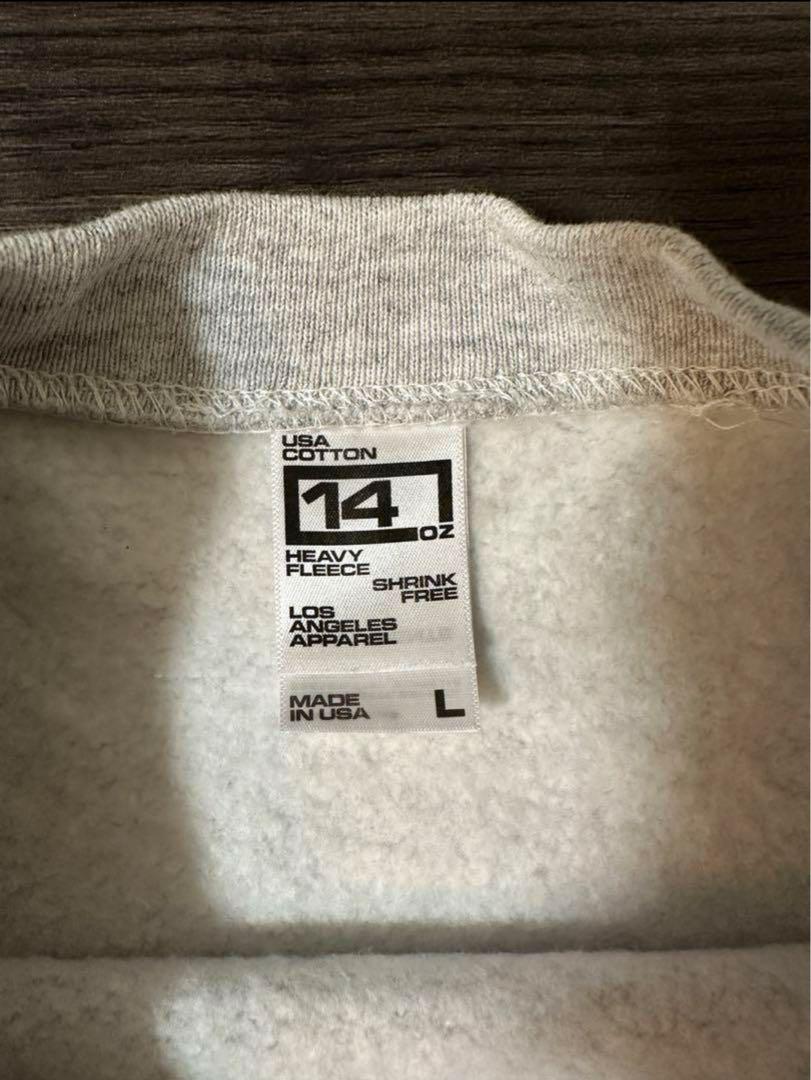 USA
COTTON
14
OZ
HEAVY
FLEECE
SHRINK
FREE
LOS
ANGELES
APPAREL
MADE
IN USA
L